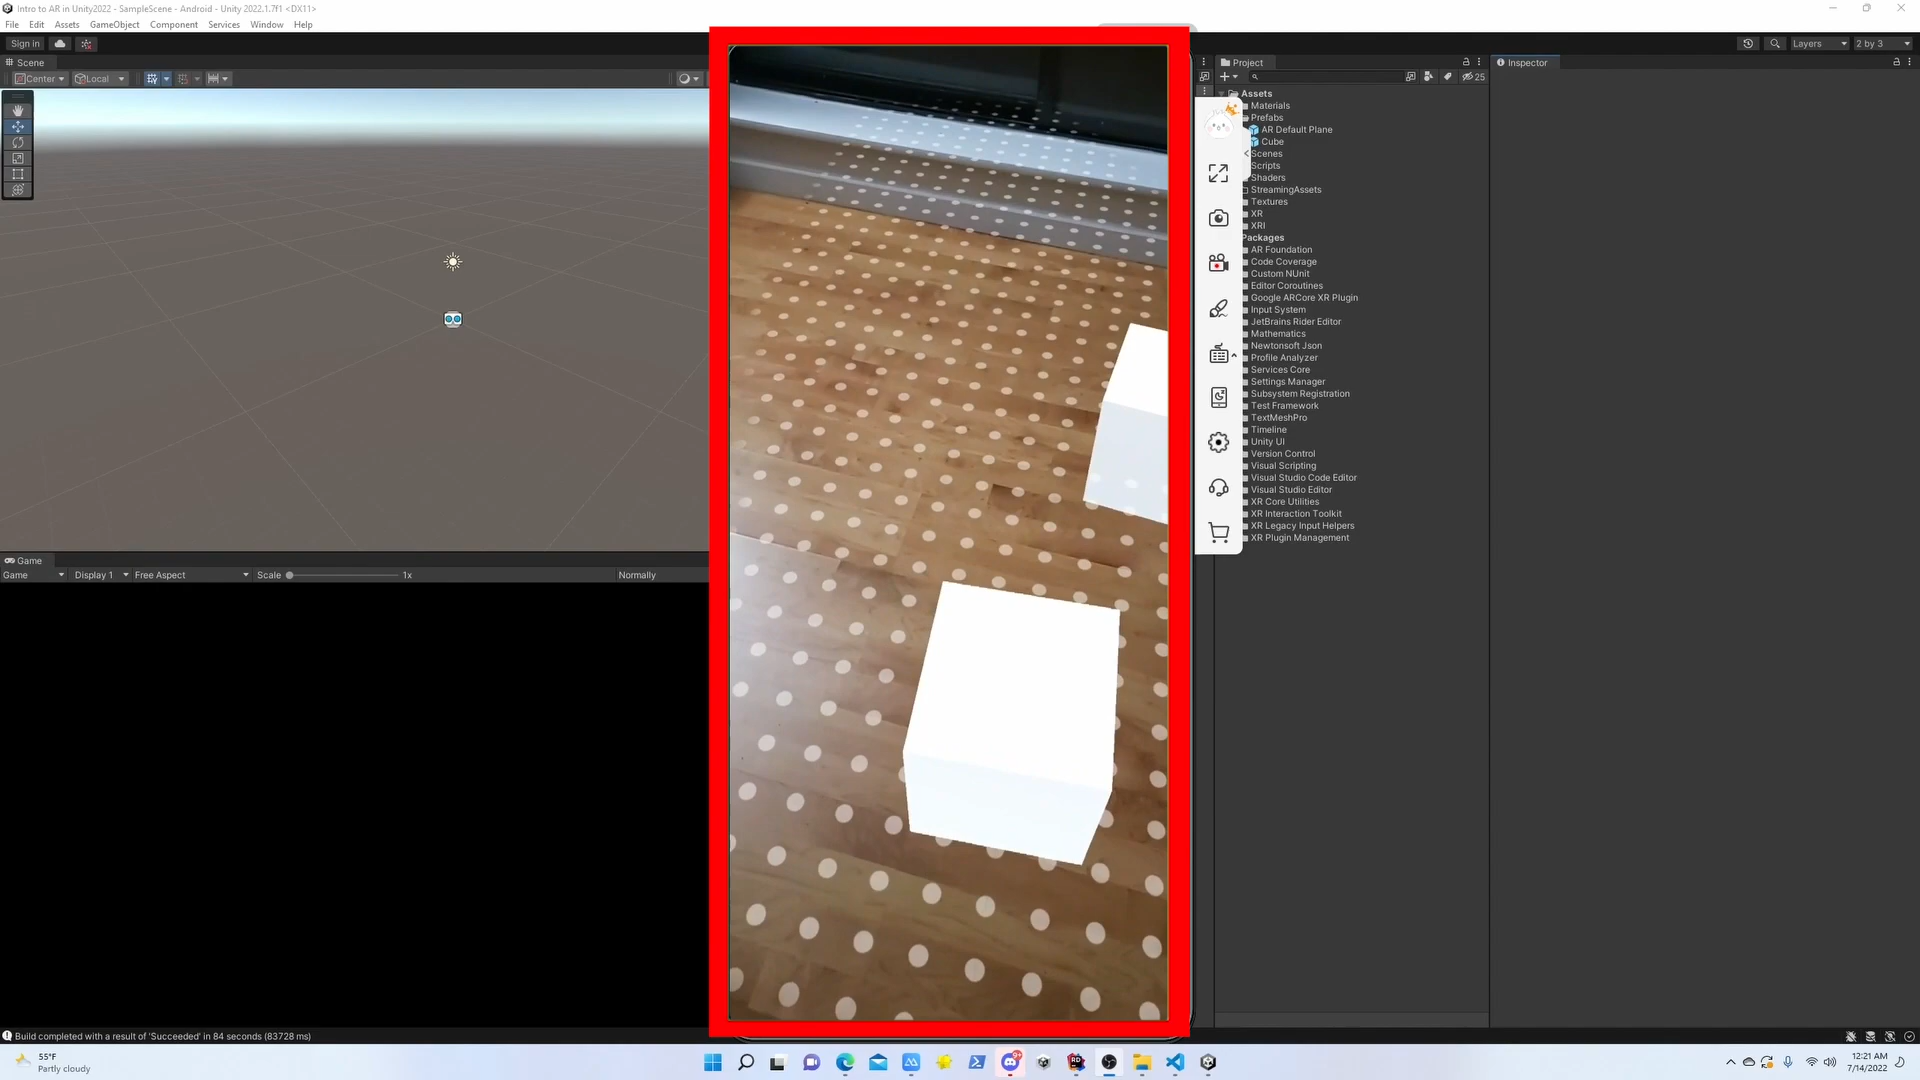 Intro to AR in Unity2022 - SampleScene - Android - Unity 2022.1.7f1 <DX11>
File Edit Assets GameObject Component Services Window Help
Sign in
Layers
2 by 3
Scene
Center
Local
Project
25
Assets
Materials
Prefabs
AR Default Plane
Cube
Scenes
Scripts
Shaders
StreamingAssets
Textures
XR
XRI
Packages
AR Foundation
Code Coverage
Custom NUnit
Editor Coroutines
Google ARCore XR Plugin
Input System
JetBrains Rider Editor
Mathematics
Newtonsoft Json
Profile Analyzer
Services Core
Settings Manager
Subsystem Registration
Test Framework
TextMeshPro
Timeline
Unity UI
Version Control
Visual Scripting
Visual Studio Code Editor
Visual Studio Editor
XR Core Utilities
XR Interaction Toolkit
XR Legacy Input Helpers
XR Plugin Management
Inspector
Game
Game Display 1 Free Aspect Scale 1x Normally
Build completed with a result of 'Succeeded' in 84 seconds (83728 ms)
55°F
Partly cloudy
RD
12:21 AM
7/14/2022